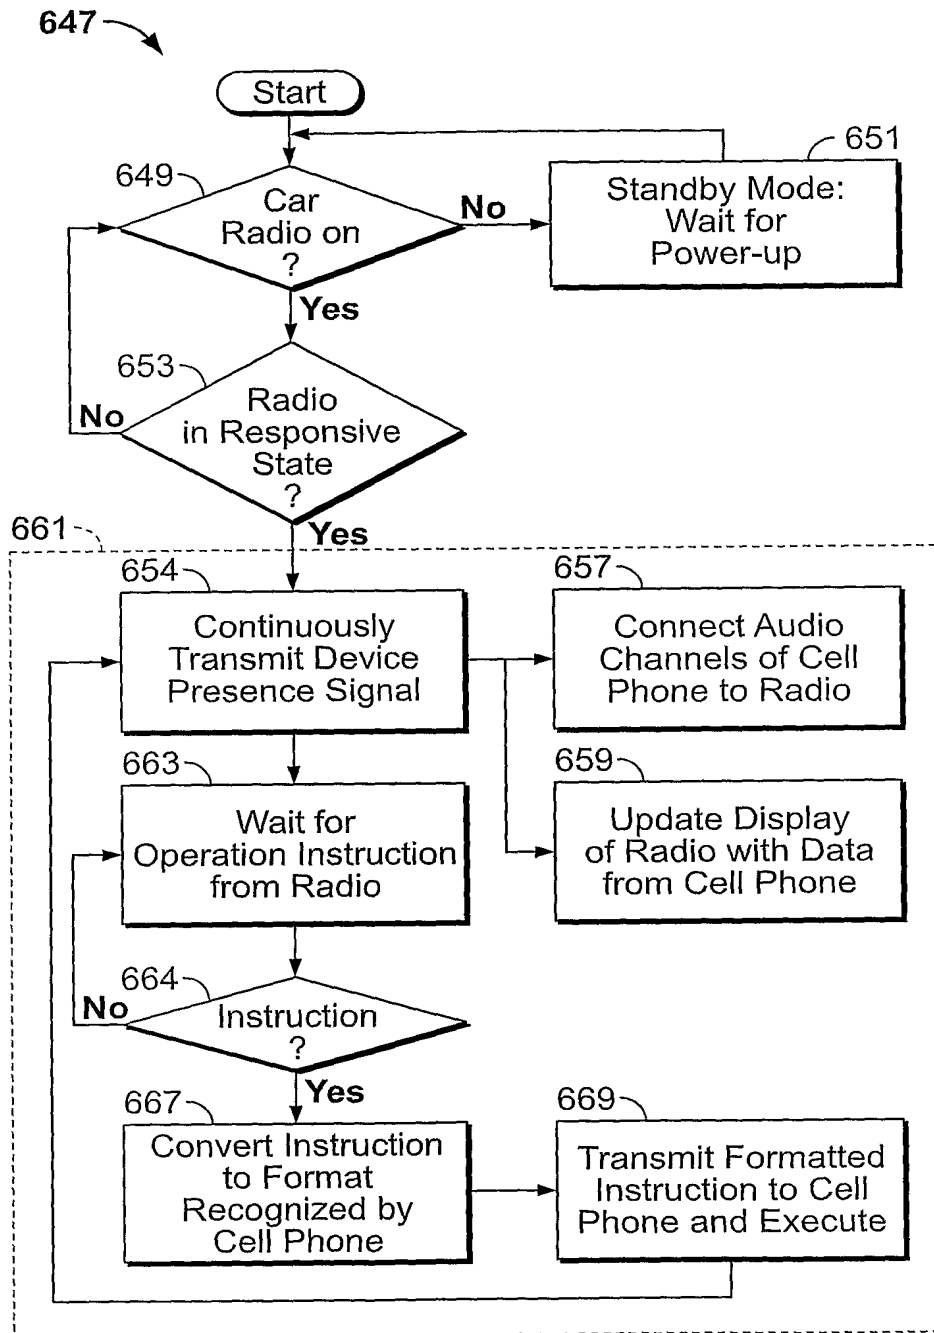 647
Start
649
Car
Radio on
?
No
651
Standby Mode:
Wait for
Power-up
Yes
653
Radio
in Responsive
State
?
No
Yes
661
654
Continuously
Transmit Device
Presence Signal
657
Connect Audio
Channels of Cell
Phone to Radio
663
Wait for
Operation Instruction
from Radio
659
Update Display
of Radio with Data
from Cell Phone
664
Instruction
?
No
Yes
667
Convert Instruction
to Format
Recognized by
Cell Phone
669
Transmit Formatted
Instruction to Cell
Phone and Execute